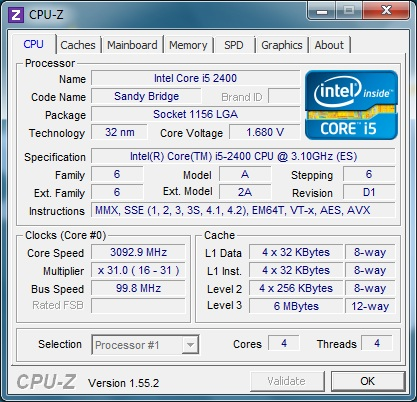 CPU-Z
CPU Caches Mainboard Memory SPD Graphics About
Processor
Name Intel Core i5 2400
Code Name Sandy Bridge Brand ID
Package Socket 1156 LGA
Technology 32 nm Core Voltage 1.680 V
intel inside™
CORE™ i5
Specification Intel(R) Core(TM) i5-2400 CPU @ 3.10GHz (ES)
Family 6 Model A Stepping 6
Ext. Family 6 Ext. Model 2A Revision D1
Instructions MMX, SSE (1, 2, 3, 3S, 4.1, 4.2), EM64T, VT-x, AES, AVX
Clocks (Core #0)
Core Speed 3092.9 MHz
Multiplier x 31.0 ( 16 - 31 )
Bus Speed 99.8 MHz
Rated FSB
Cache
L1 Data 4 x 32 KBytes 8-way
L1 Inst. 4 x 32 KBytes 8-way
Level 2 4 x 256 KBytes 8-way
Level 3 6 MBytes 12-way
Selection Processor #1 Cores 4 Threads 4
CPU-Z Version 1.55.2 Validate OK